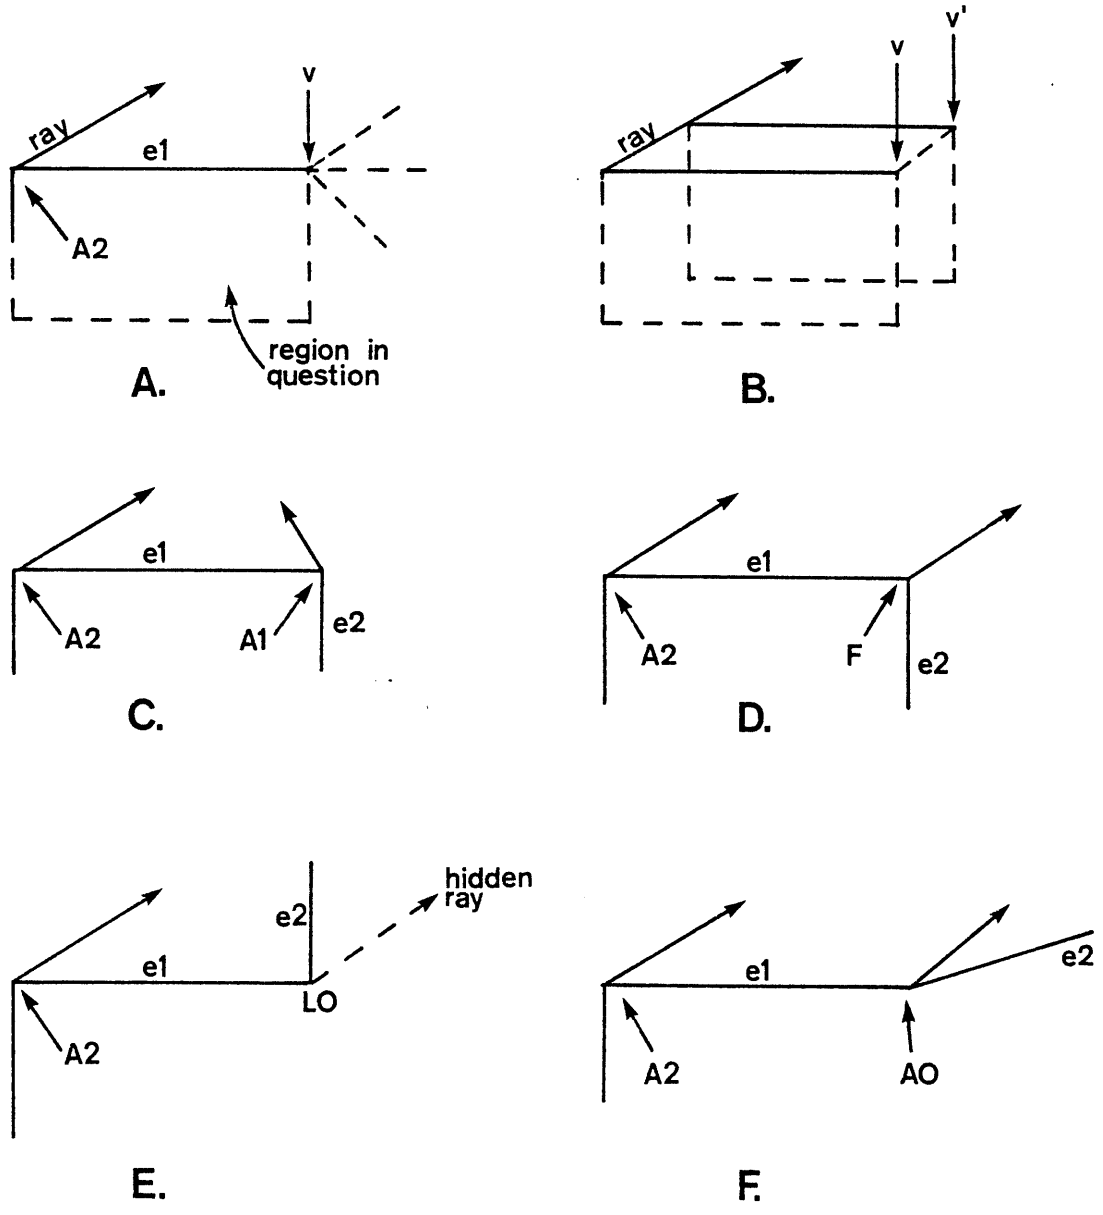 v
ray
e1
A2
region in
question
A.
v'
v
ray
B.
e1
A2
A1
e2
C.
e1
A2
F
e2
D.
hidden
ray
e2
e1
LO
A2
E.
e1
e2
A2
AO
F.